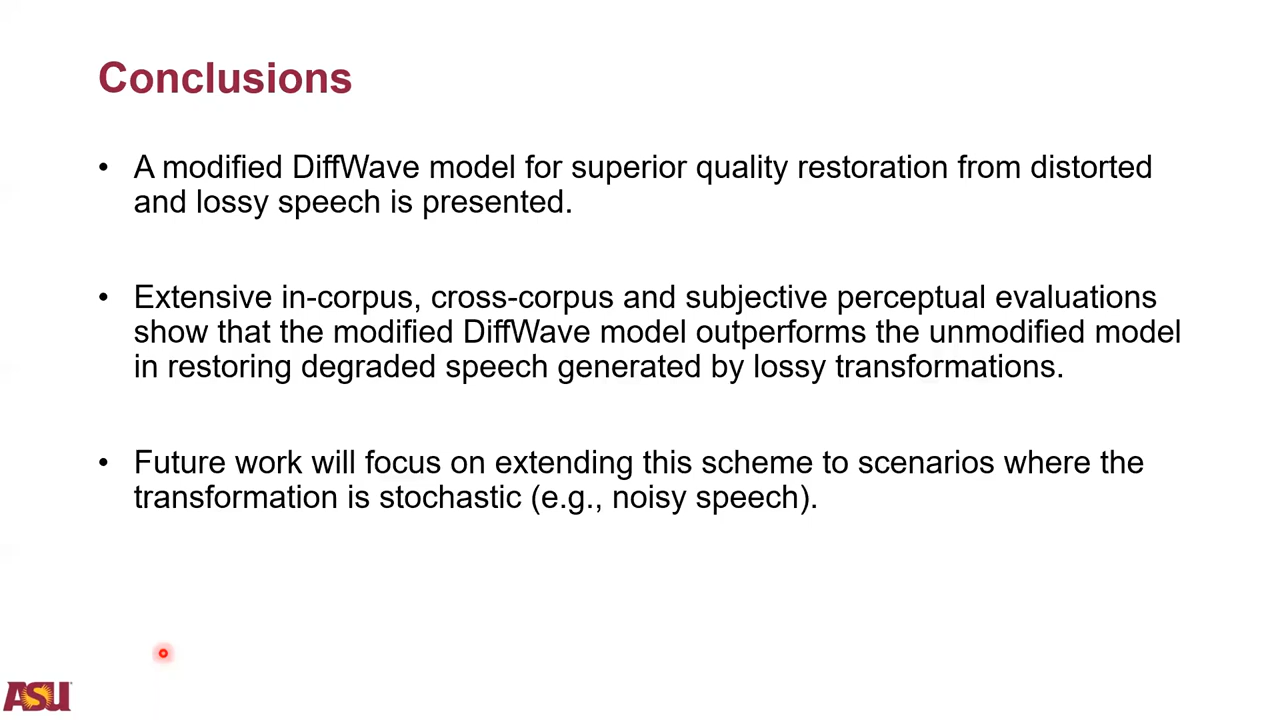 Conclusions
• A modified DiffWave model for superior quality restoration from distorted
and lossy speech is presented.
• Extensive in-corpus, cross-corpus and subjective perceptual evaluations
show that the modified DiffWave model outperforms the unmodified model
in restoring degraded speech generated by lossy transformations.
• Future work will focus on extending this scheme to scenarios where the
transformation is stochastic (e.g., noisy speech).
ASU